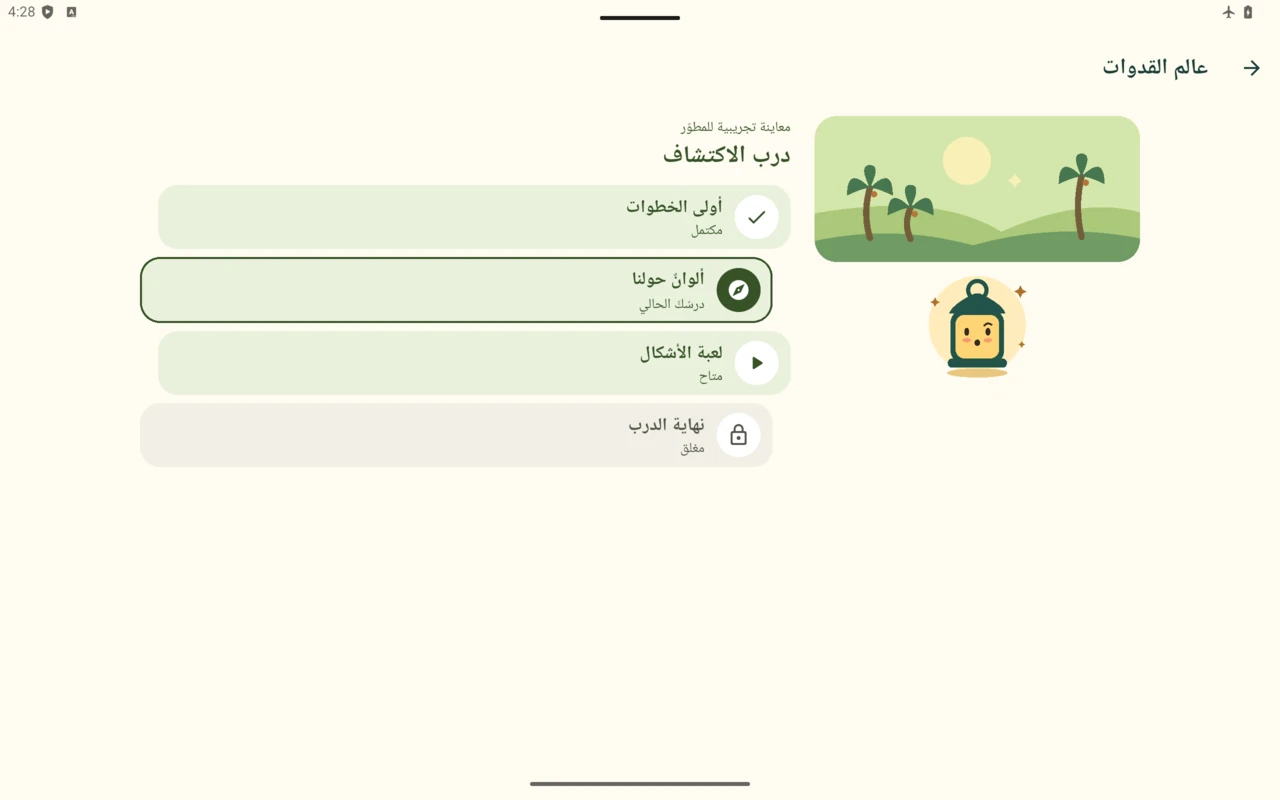 4:28
عالم القدوات
معاينة تجريبية للمطوّر
درب الاكتشاف
أولى الخطوات
مكتمل
ألوانٌ حولنا
درسك الحالي
لعبة الأشكال
متاح
نهاية الدرب
مغلق